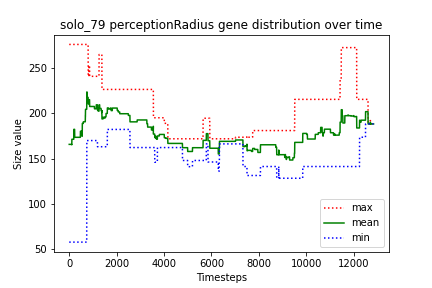 solo_79 perceptionRadius gene distribution over time
Size value
250
200
150
100
50
0
2000
4000
6000
8000
10000
12000
Timesteps
max
mean
min